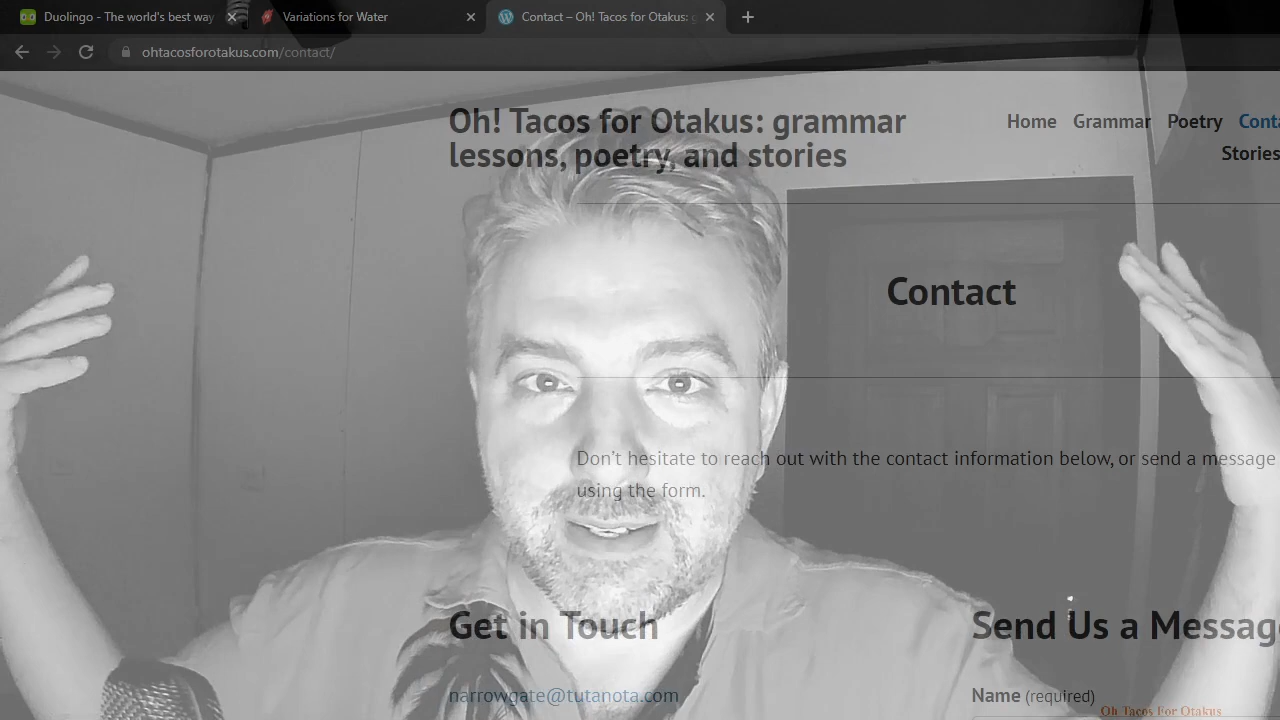 Duolingo - The world's best way
Variations for Water
Contact – Oh! Tacos for Otakus: g
ohtacosforotakus.com/contact/
Oh! Tacos for Otakus: grammar
lessons, poetry, and stories
Home Grammar Poetry Conta
Stories
Contact
Don't hesitate to reach out with the contact information below, or send a message
using the form.
Get in Touch
Send Us a Message
narrowgate@tutanota.com
Name (required)
Oh Tacos For Otakus